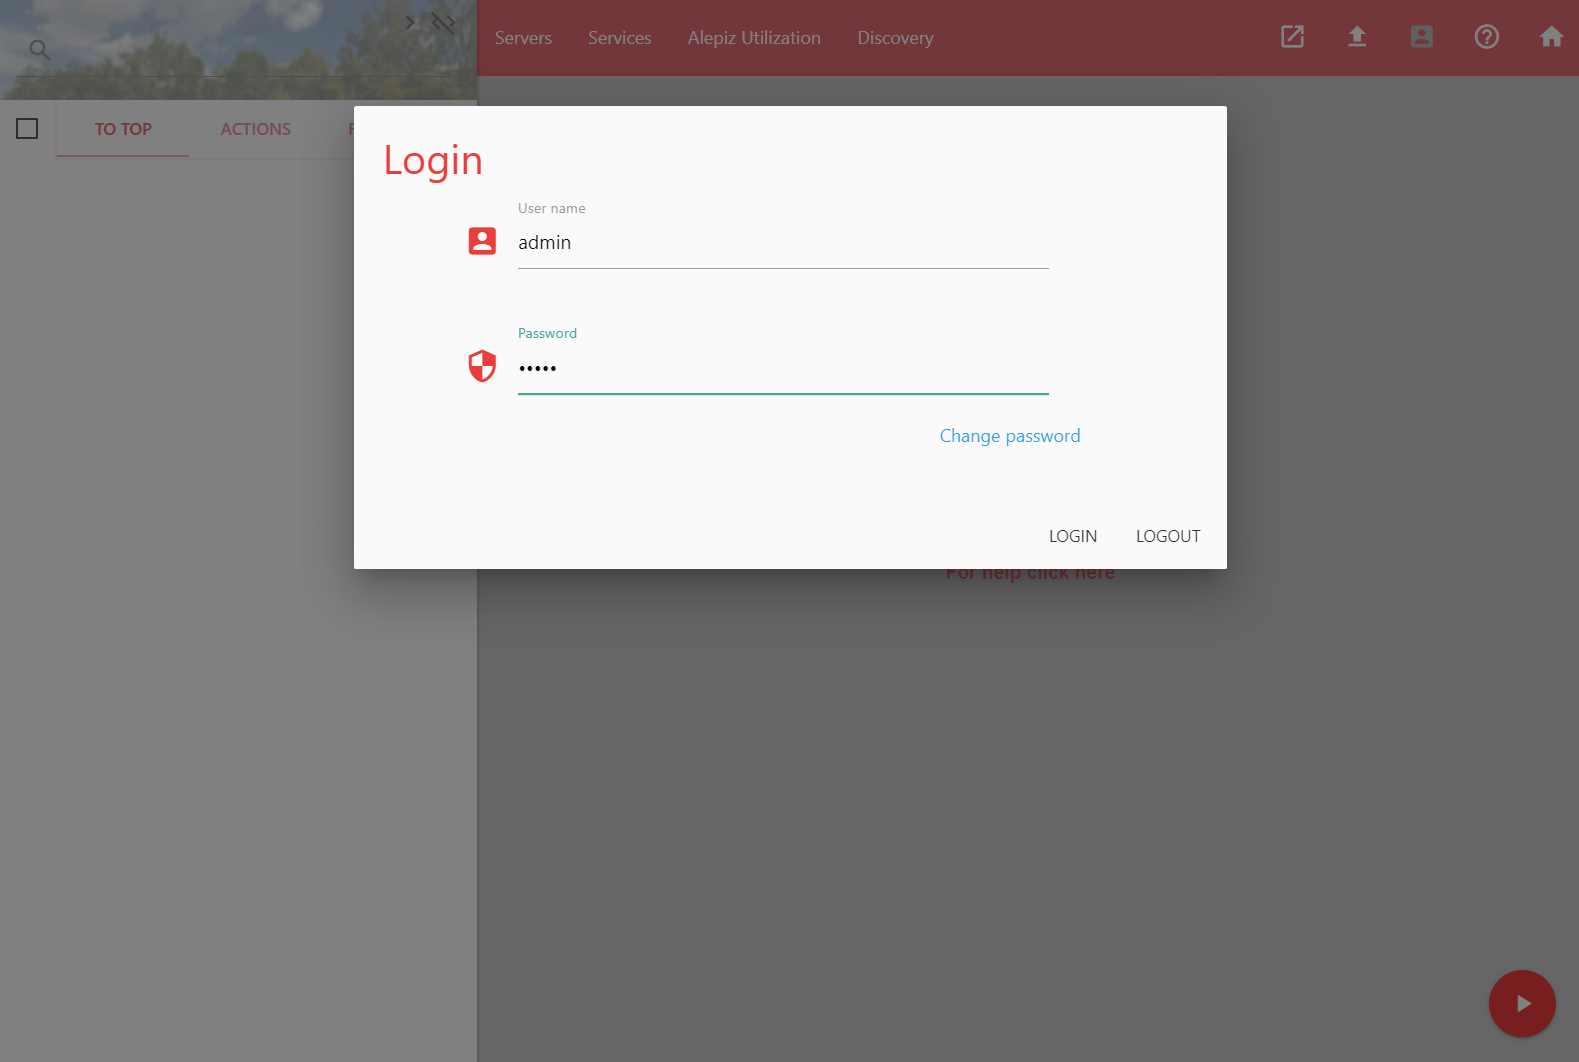 Servers Services Alepiz Utilization Discovery
TO TOP ACTIONS
Login
User name
admin
Password
•••••
Change password
LOGIN LOGOUT
For help click here